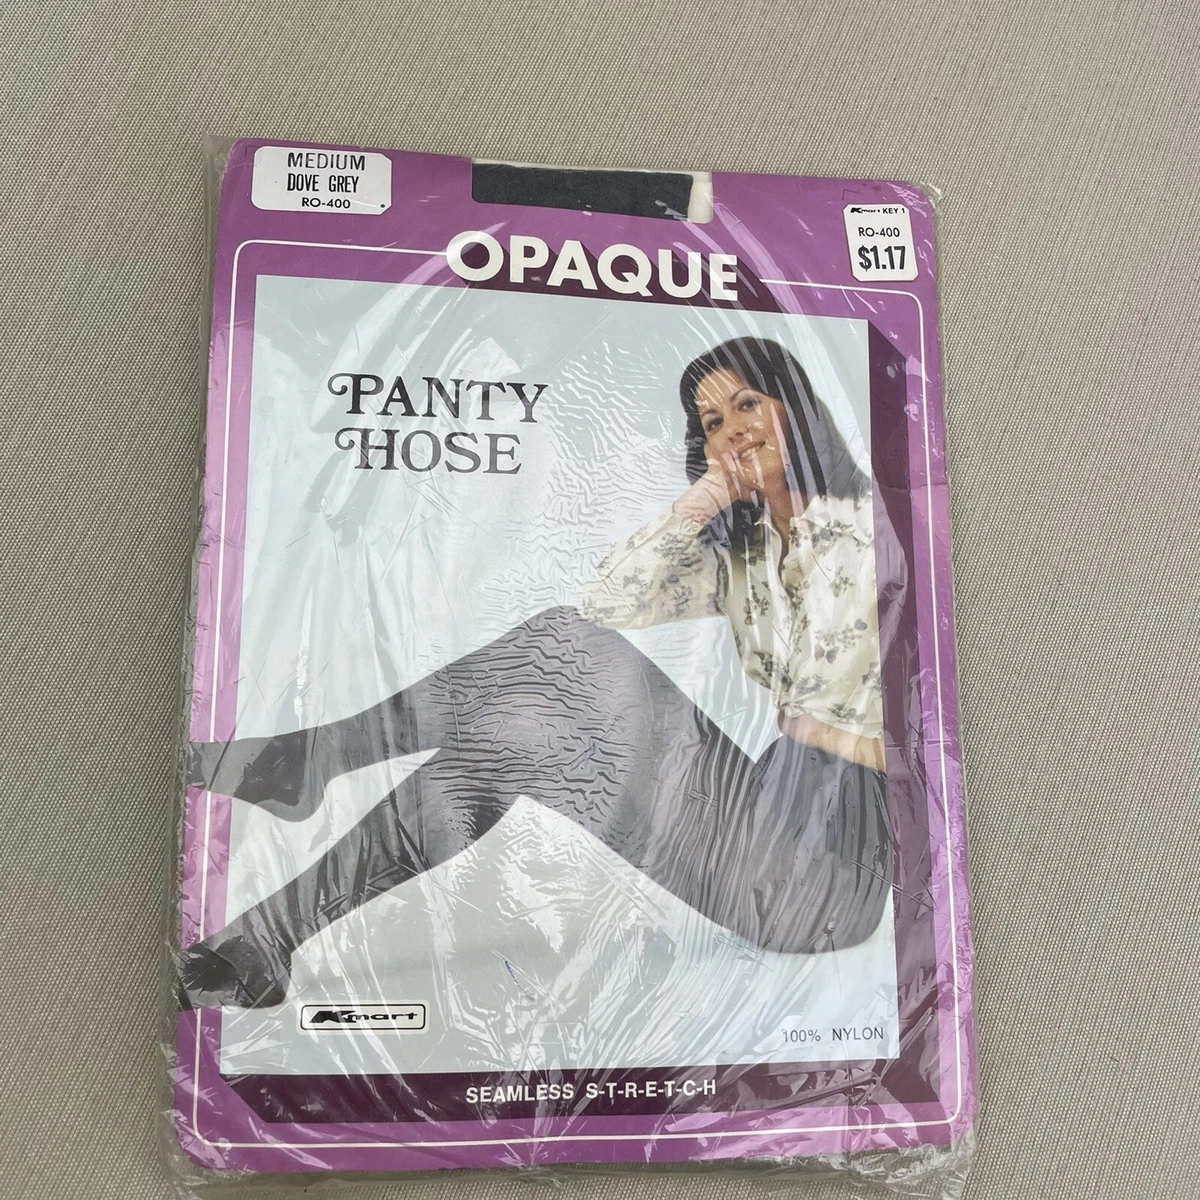 MEDIUM
DOVE GREY
RO-400
Kmart KEY 1
RO-400
$1.17
OPAQUE
PANTY
HOSE
Kmart
100% NYLON
SEAMLESS S-T-R-E-T-C-H